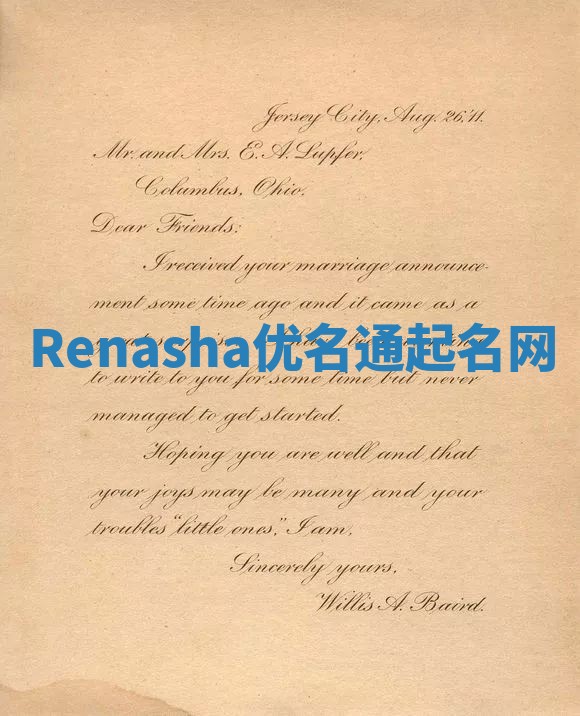 Jersey City, Aug. 26, '11.
Mr. and Mrs. E. A. Lupfer,
Columbus, Ohio.
Dear Friends:
I received your marriage announce-
ment some time ago and it came as a
Renasha优名通起名网
to write to you for some time but never
managed to get started.
Hoping you are well and that
your joys may be many and your
troubles "little ones," I am,
Sincerely yours,
Willis A. Baird.